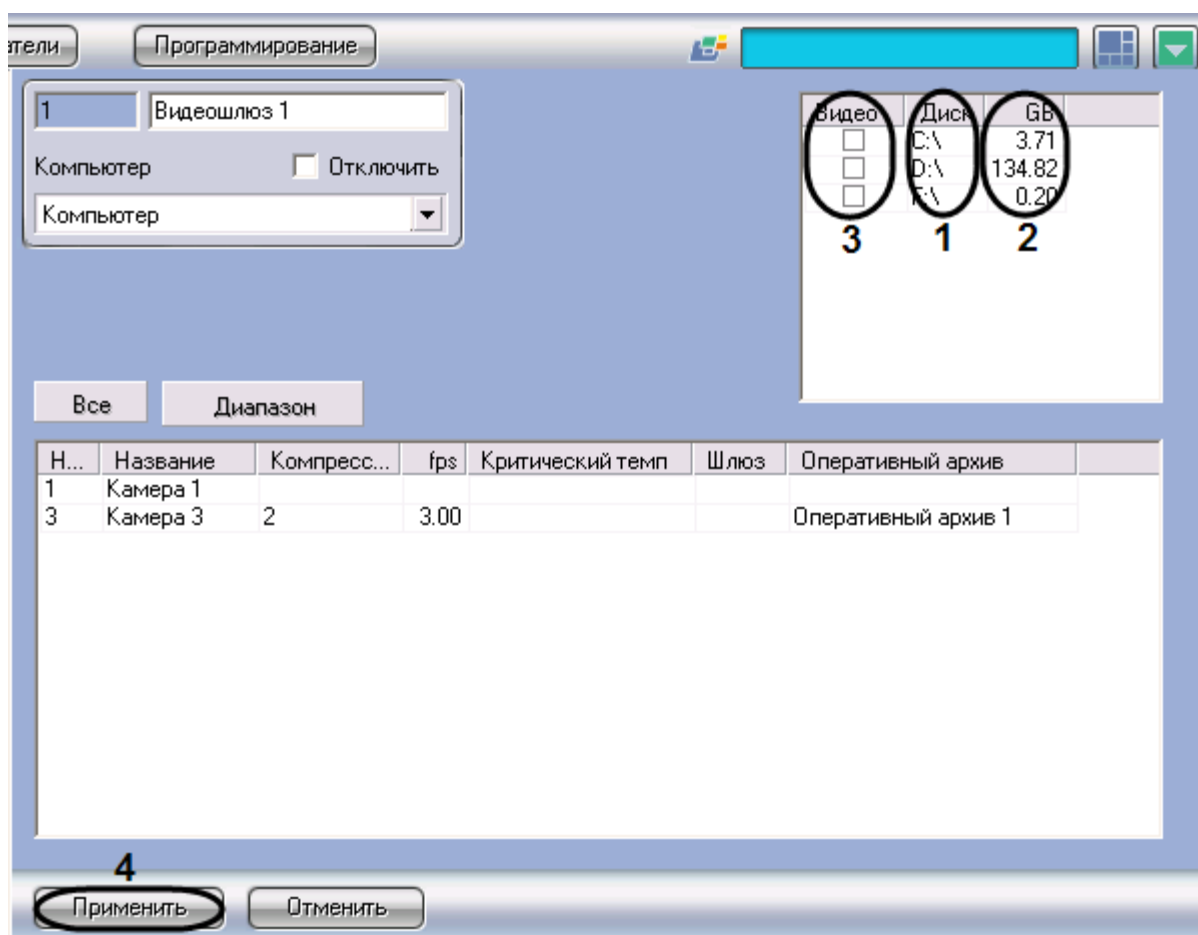 атели Программирование
1 Видеошлюз 1
Компьютер Отключить
Компьютер
Видео Диск GB
C:\ 3.71
D:\ 134.82
F:\ 0.20
3 1 2
Все Диапазон
Н... Название Компресс... fps Критический темп Шлюз Оперативный архив
1 Камера 1
3 Камера 3 2 3.00 Оперативный архив 1
4
Применить Отменить